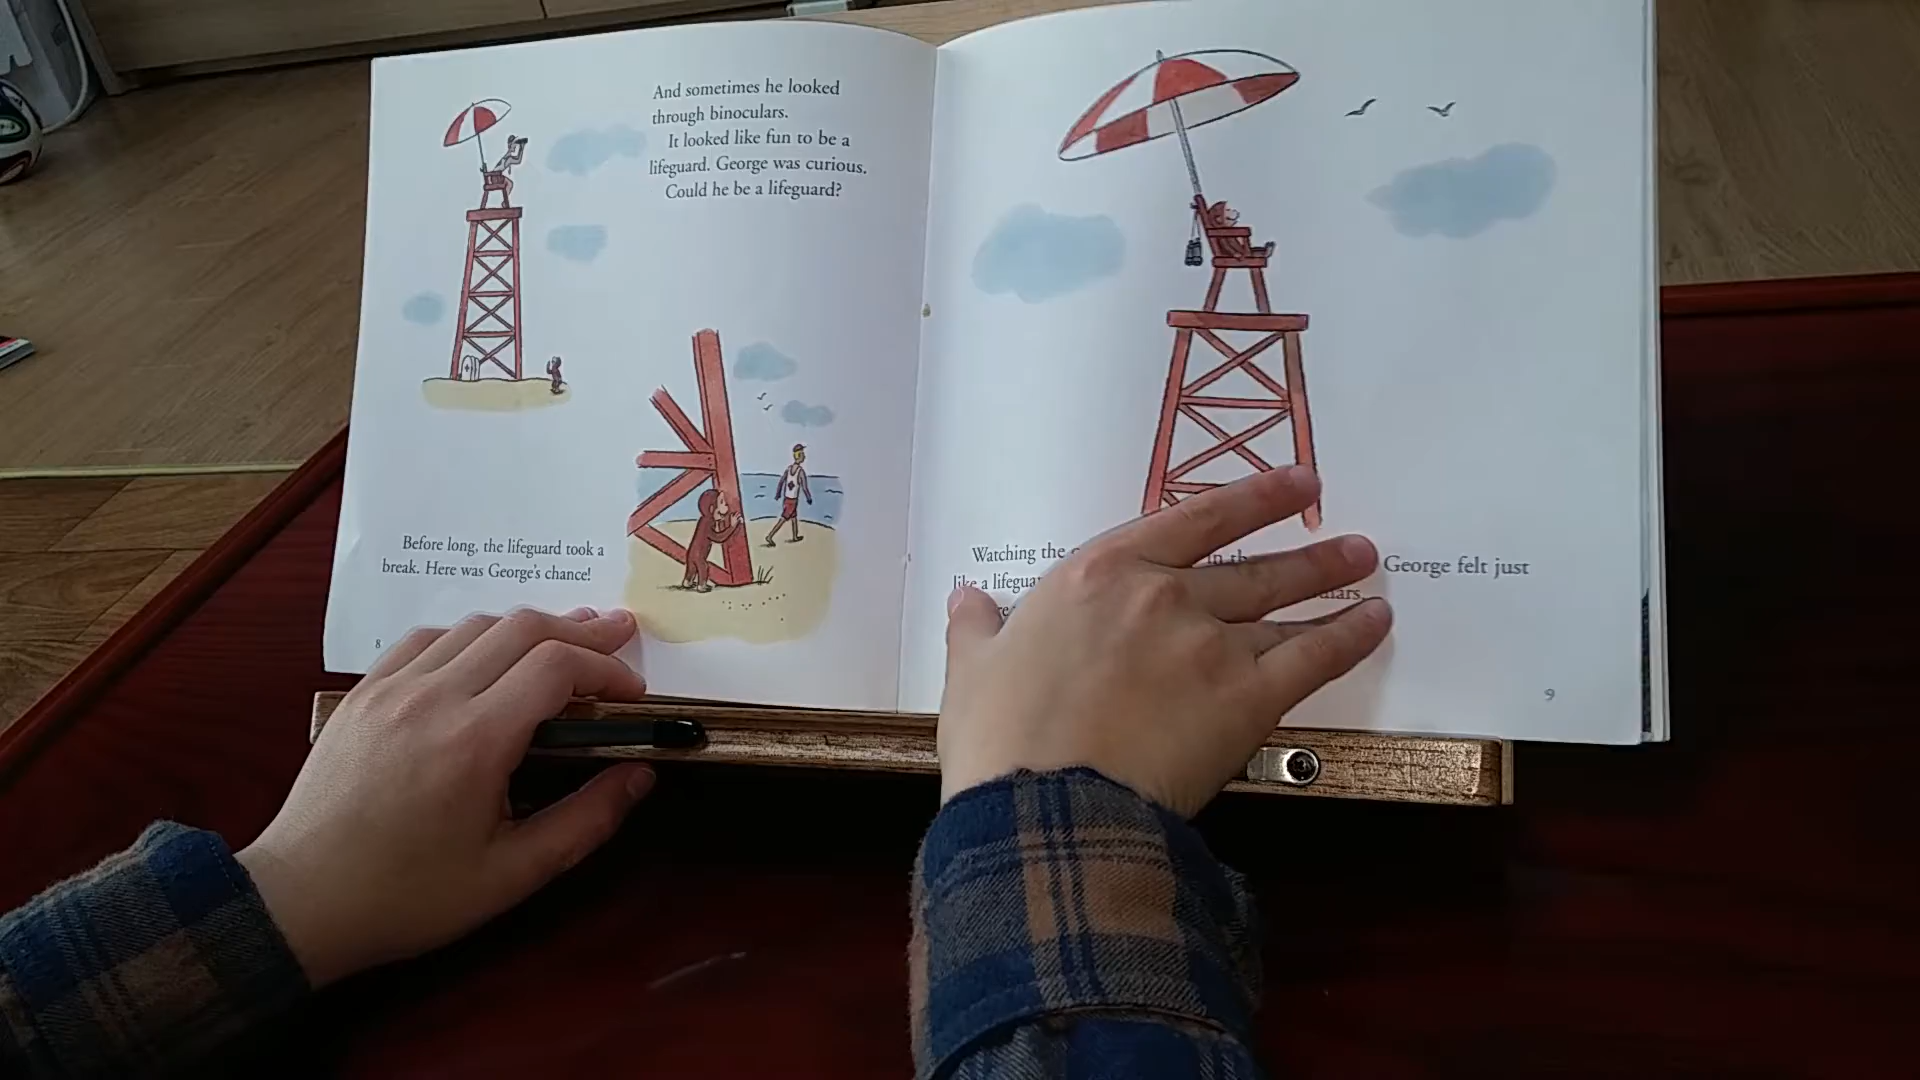 And sometimes he looked
through binoculars.
It looked like fun to be a
lifeguard. George was curious.
Could he be a lifeguard?
Before long, the lifeguard took a
break. Here was George's chance!
8
Watching the in George felt just
like a
9